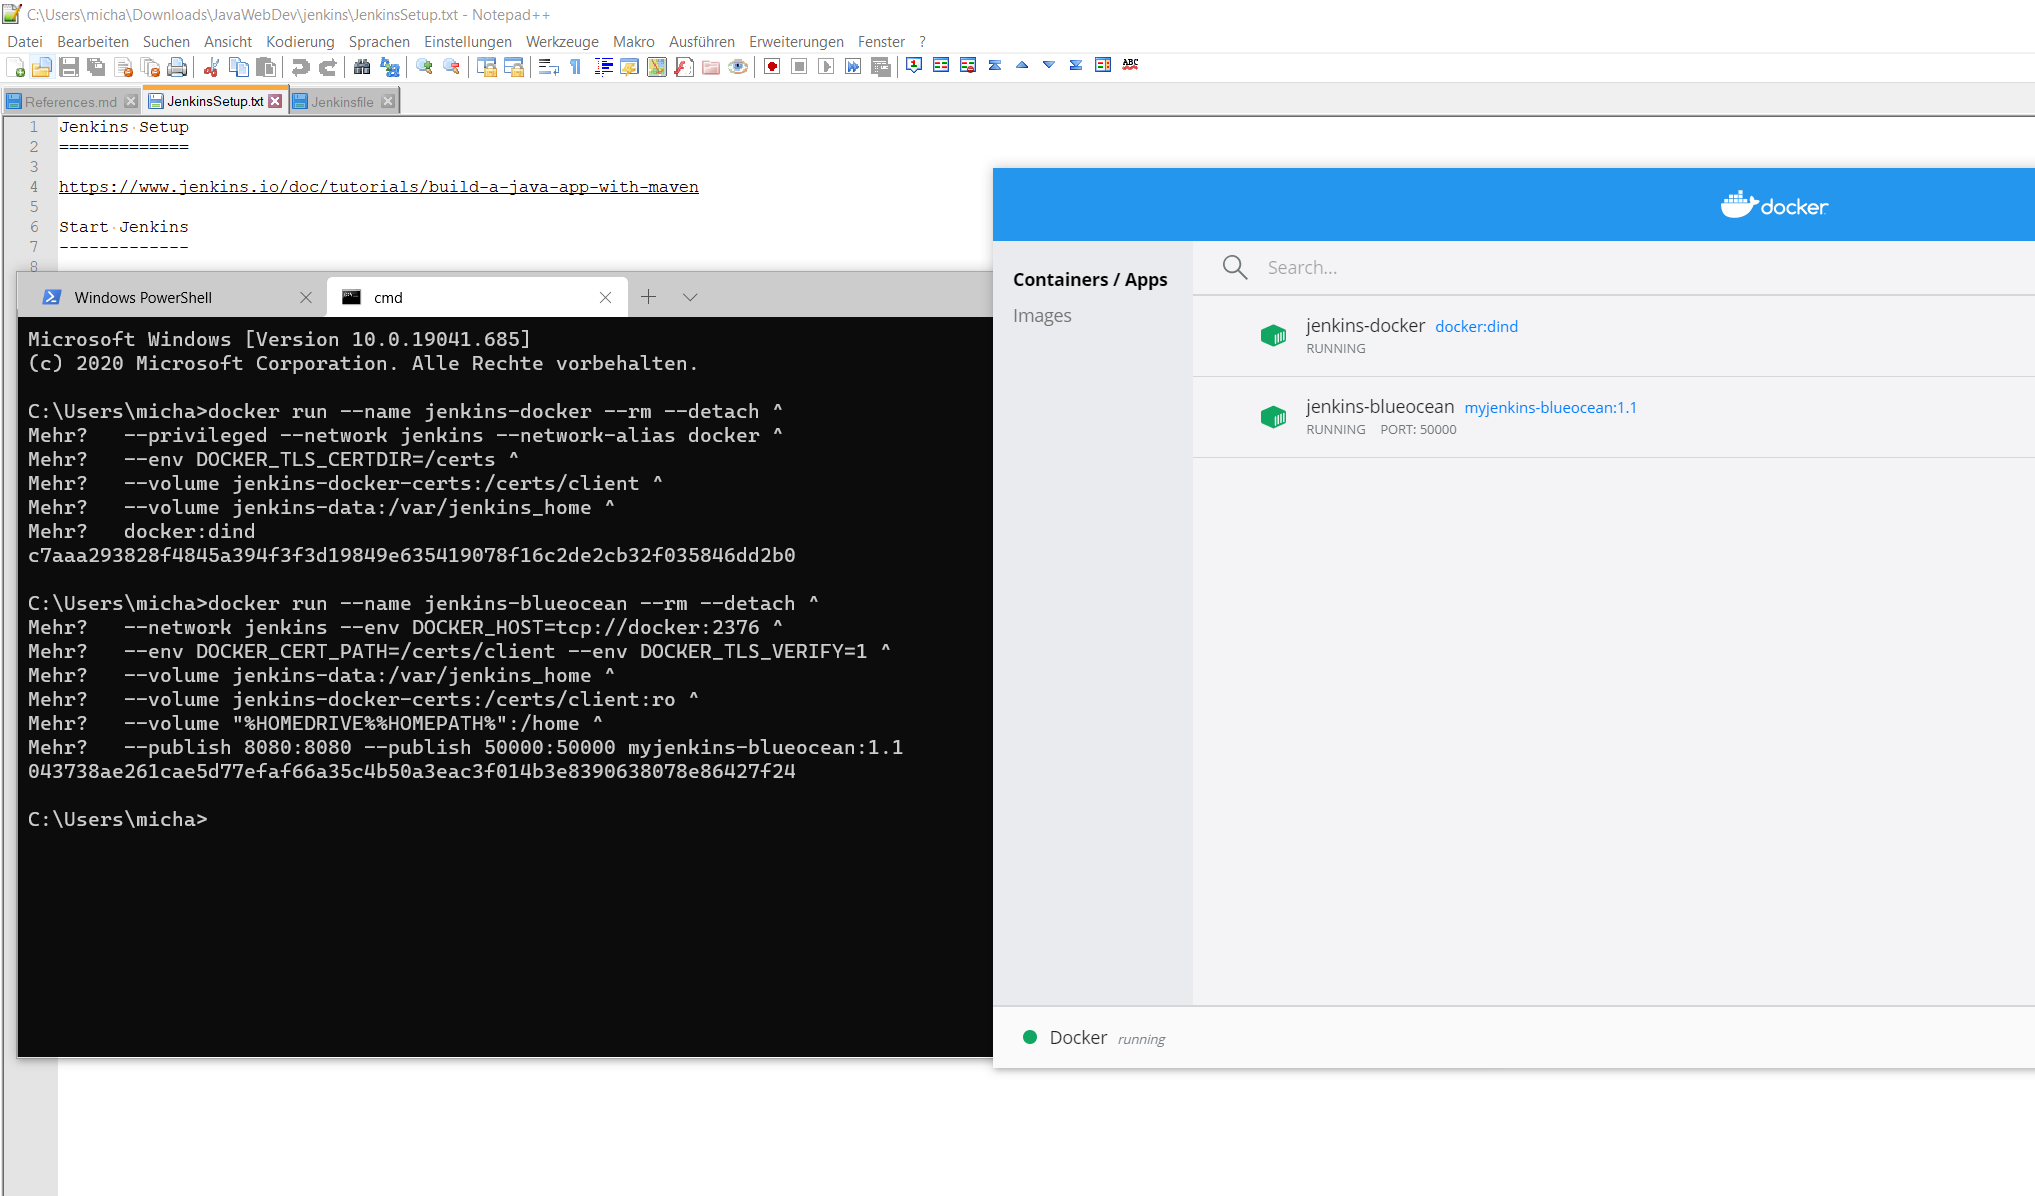 C:\Users\micha\Downloads\JavaWebDev\jenkins\JenkinsSetup.txt - Notepad++
Datei Bearbeiten Suchen Ansicht Kodierung Sprachen Einstellungen Werkzeuge Makro Ausführen Erweiterungen Fenster ?
References.md JenkinsSetup.txt Jenkinsfile
1 Jenkins Setup
2 =============
3
4 https://www.jenkins.io/doc/tutorials/build-a-java-app-with-maven
5
6 Start Jenkins
7 -------------
8
Windows PowerShell cmd
Microsoft Windows [Version 10.0.19041.685]
(c) 2020 Microsoft Corporation. Alle Rechte vorbehalten.
C:\Users\micha>docker run --name jenkins-docker --rm --detach ^
Mehr?   --privileged --network jenkins --network-alias docker ^
Mehr?   --env DOCKER_TLS_CERTDIR=/certs ^
Mehr?   --volume jenkins-docker-certs:/certs/client ^
Mehr?   --volume jenkins-data:/var/jenkins_home ^
Mehr?   docker:dind
c7aaa293828f4845a394f3f3d19849e635419078f16c2de2cb32f035846dd2b0
C:\Users\micha>docker run --name jenkins-blueocean --rm --detach ^
Mehr?   --network jenkins --env DOCKER_HOST=tcp://docker:2376 ^
Mehr?   --env DOCKER_CERT_PATH=/certs/client --env DOCKER_TLS_VERIFY=1 ^
Mehr?   --volume jenkins-data:/var/jenkins_home ^
Mehr?   --volume jenkins-docker-certs:/certs/client:ro ^
Mehr?   --volume "%HOMEDRIVE%%HOMEPATH%":/home ^
Mehr?   --publish 8080:8080 --publish 50000:50000 myjenkins-blueocean:1.1
043738ae261cae5d77efaf66a35c4b50a3eac3f014b3e8390638078e86427f24
C:\Users\micha>
docker
Containers / Apps
Images
Search...
jenkins-docker docker:dind
RUNNING
jenkins-blueocean myjenkins-blueocean:1.1
RUNNING PORT: 50000
Docker running